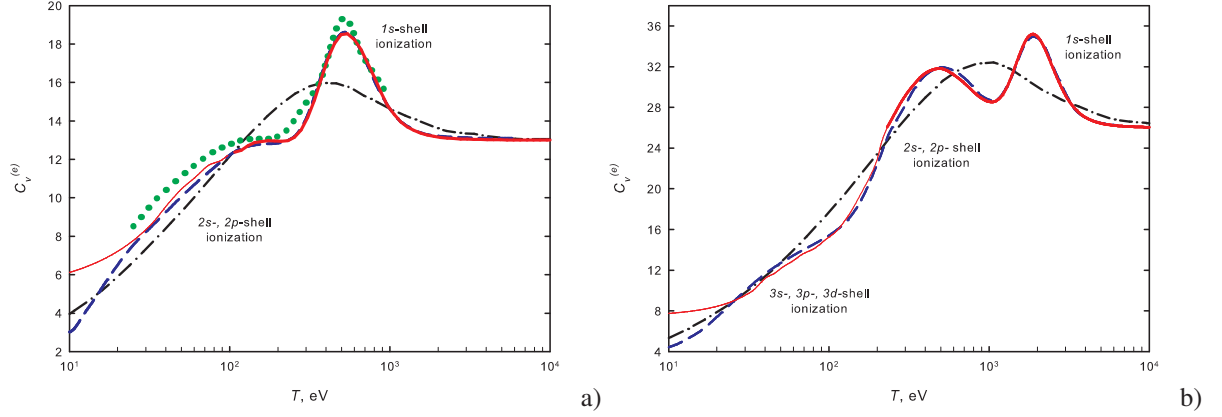 20
18
16
14
12
10
8
6
4
2
C_v^(e)
1s-shell
ionization
2s-, 2p-shell
ionization
10^1
10^2
10^3
10^4
T, eV
a)
36
32
28
24
20
16
12
8
4
C_v^(e)
1s-shell
ionization
2s-, 2p- shell
ionization
3s-, 3p-, 3d-shell
ionization
10^1
10^2
10^3
10^4
T, eV
b)